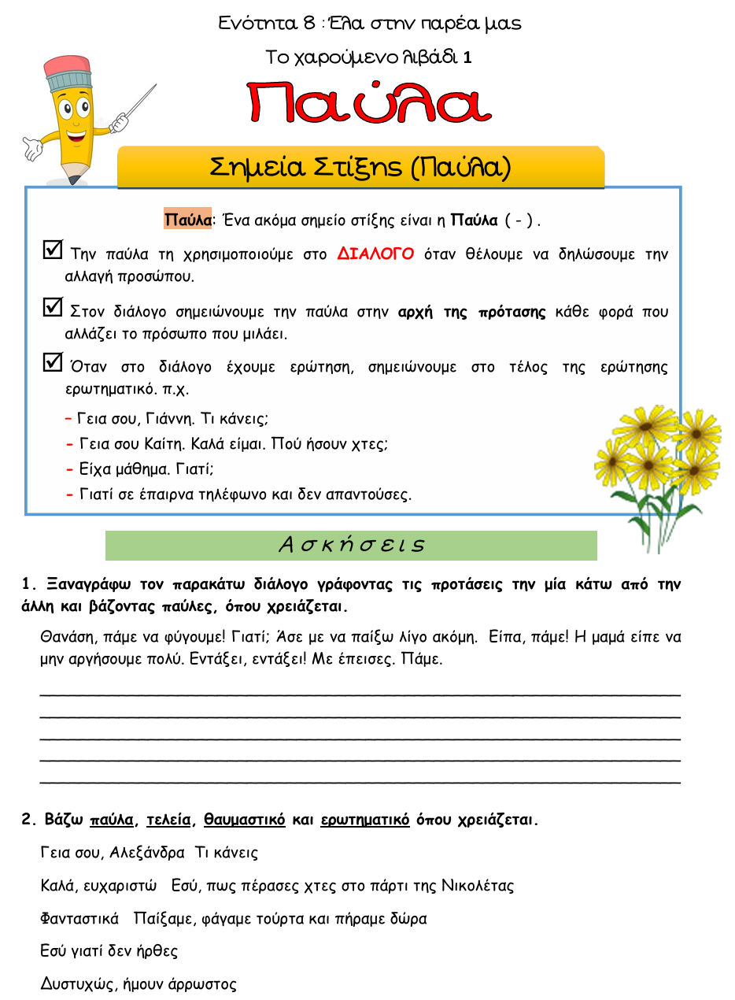 Ενότητα 8 : Έλα στην παρέα μας
Το χαρούμενο λιβάδι 1
Παύλα
Σημεία Στίξης (Παύλα)
Παύλα: Ένα ακόμα σημείο στίξης είναι η Παύλα ( - ) .
☑ Την παύλα τη χρησιμοποιούμε στο ΔΙΑΛΟΓΟ όταν θέλουμε να δηλώσουμε την
αλλαγή προσώπου.
☑ Στον διάλογο σημειώνουμε την παύλα στην αρχή της πρότασης κάθε φορά που
αλλάζει το πρόσωπο που μιλάει.
☑ Όταν στο διάλογο έχουμε ερώτηση, σημειώνουμε στο τέλος της ερώτησης
ερωτηματικό. π.χ.
– Γεια σου, Γιάννη. Τι κάνεις;
- Γεια σου Καίτη. Καλά είμαι. Πού ήσουν χτες;
- Είχα μάθημα. Γιατί;
- Γιατί σε έπαιρνα τηλέφωνο και δεν απαντούσες.
Ασκήσεις
1. Ξαναγράφω τον παρακάτω διάλογο γράφοντας τις προτάσεις την μία κάτω από την
άλλη και βάζοντας παύλες, όπου χρειάζεται.
Θανάση, πάμε να φύγουμε! Γιατί; Άσε με να παίξω λίγο ακόμη. Είπα, πάμε! Η μαμά είπε να
μην αργήσουμε πολύ. Εντάξει, εντάξει! Με έπεισες. Πάμε.
2. Βάζω παύλα, τελεία, θαυμαστικό και ερωτηματικό όπου χρειάζεται.
Γεια σου, Αλεξάνδρα Τι κάνεις
Καλά, ευχαριστώ Εσύ, πως πέρασες χτες στο πάρτι της Νικολέτας
Φανταστικά Παίξαμε, φάγαμε τούρτα και πήραμε δώρα
Εσύ γιατί δεν ήρθες
Δυστυχώς, ήμουν άρρωστος